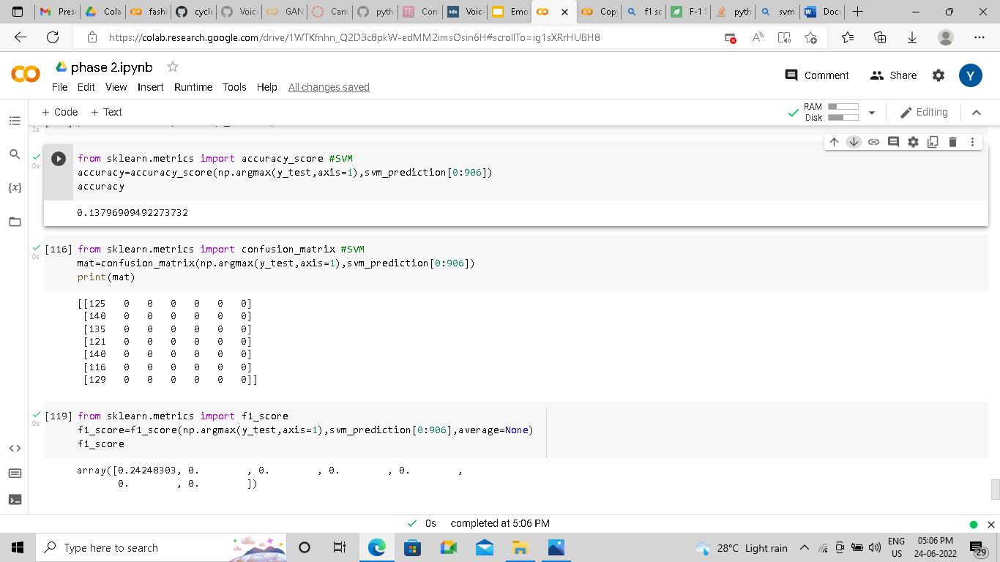 Prese
Cola
fashi
cycle
Voice
GAN
Canv
pyth
Conv
tds Voice
Emo
Cop
f1 sc
F-1 S
pyth
svm
Docu
https://colab.research.google.com/drive/1WTKfnhn_Q2D3c8pkW-edMM2imsOsin6H#scrollTo=ig1sXRrHUBH8
phase 2.ipynb
Comment Share Y
File Edit View Insert Runtime Tools Help All changes saved
+ Code + Text
RAM
Disk
Editing
3s
0s
from sklearn.metrics import accuracy_score #SVM
accuracy=accuracy_score(np.argmax(y_test,axis=1),svm_prediction[0:906])
accuracy
0.13796909492273732
[116] from sklearn.metrics import confusion_matrix #SVM
0s
mat=confusion_matrix(np.argmax(y_test,axis=1),svm_prediction[0:906])
print(mat)
[[125 0 0 0 0 0 0]
[140 0 0 0 0 0 0]
[135 0 0 0 0 0 0]
[121 0 0 0 0 0 0]
[140 0 0 0 0 0 0]
[116 0 0 0 0 0 0]
[129 0 0 0 0 0 0]]
[119] from sklearn.metrics import f1_score
0s
f1_score=f1_score(np.argmax(y_test,axis=1),svm_prediction[0:906],average=None)
f1_score
array([0.24248303, 0. , 0. , 0. , 0. ,
0. , 0. ])
0s completed at 5:06 PM
Type here to search
28°C Light rain
ENG
US
05:06 PM
24-06-2022
29